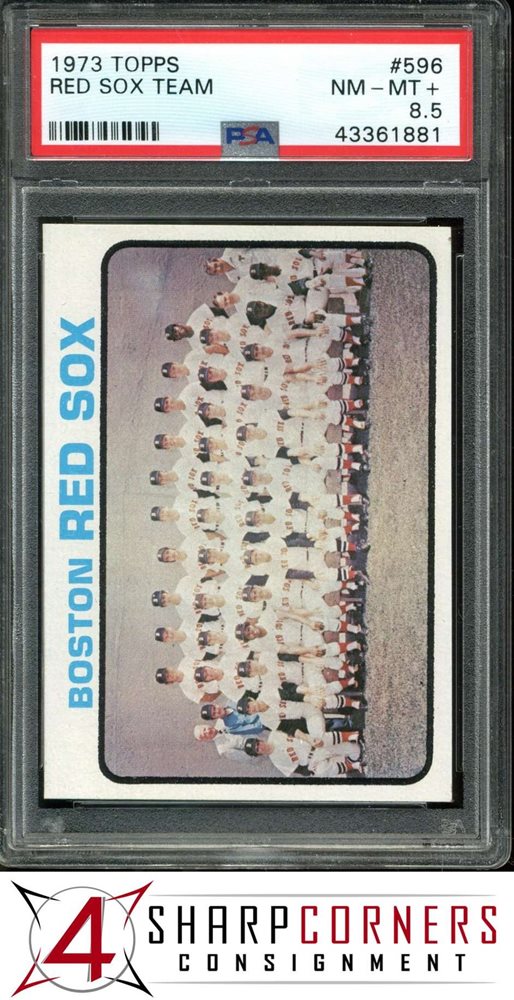 1973 TOPPS #596
RED SOX TEAM NM - MT +
8.5
PSA 43361881
BOSTON RED SOX
4 SHARPCORNERS
CONSIGNMENT